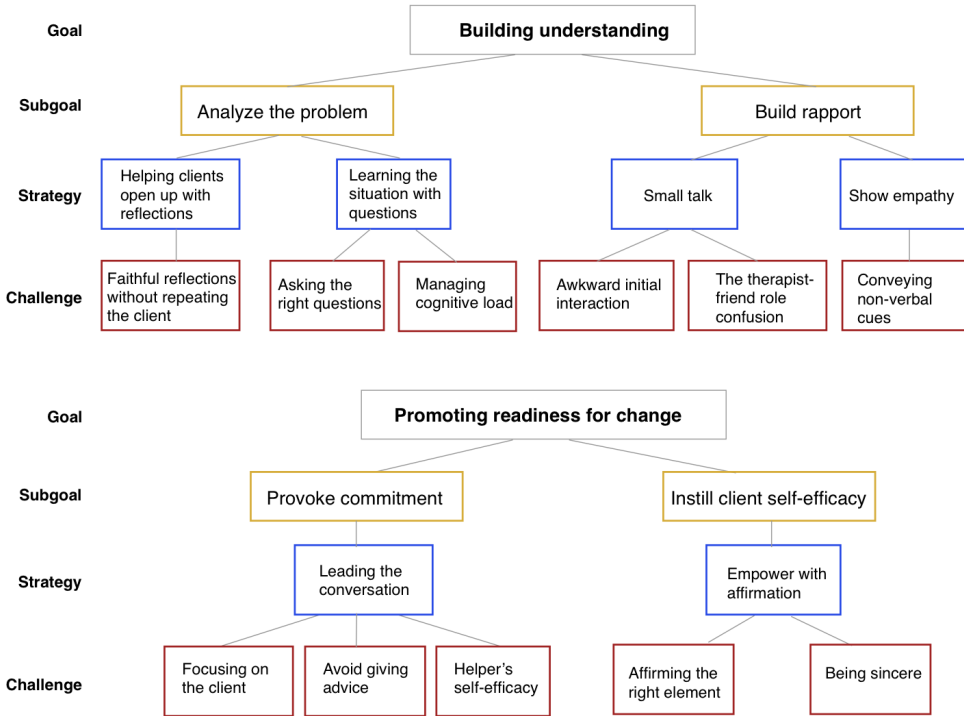 Goal
Building understanding
Subgoal
Analyze the problem
Build rapport
Strategy
Helping clients
open up with
reflections
Learning the
situation with
questions
Small talk
Show empathy
Challenge
Faithful reflections
without repeating
the client
Asking the
right questions
Managing
cognitive load
Awkward initial
interaction
The therapist-
friend role
confusion
Conveying
non-verbal
cues
Goal
Promoting readiness for change
Subgoal
Provoke commitment
Instill client self-efficacy
Strategy
Leading the
conversation
Empower with
affirmation
Challenge
Focusing on
the client
Avoid giving
advice
Helper's
self-efficacy
Affirming the
right element
Being sincere